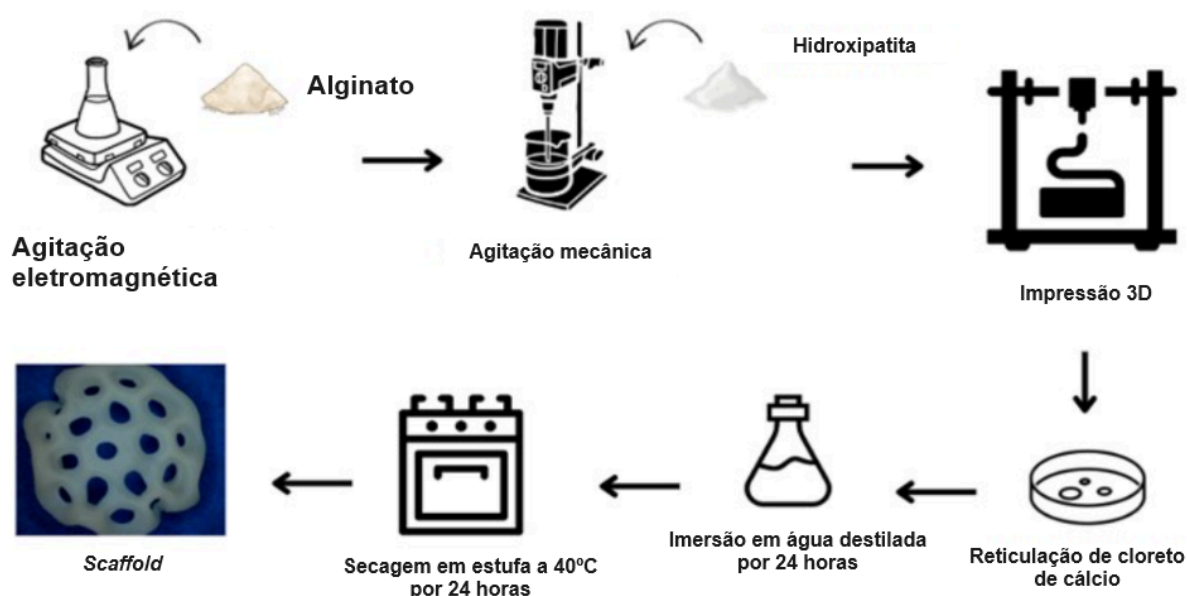 Alginato
Hidroxipatita
Agitação
eletromagnética
Agitação mecânica
Impressão 3D
Scaffold
Secagem em estufa a 40ºC
por 24 horas
Imersão em água destilada
por 24 horas
Reticulação de cloreto
de cálcio